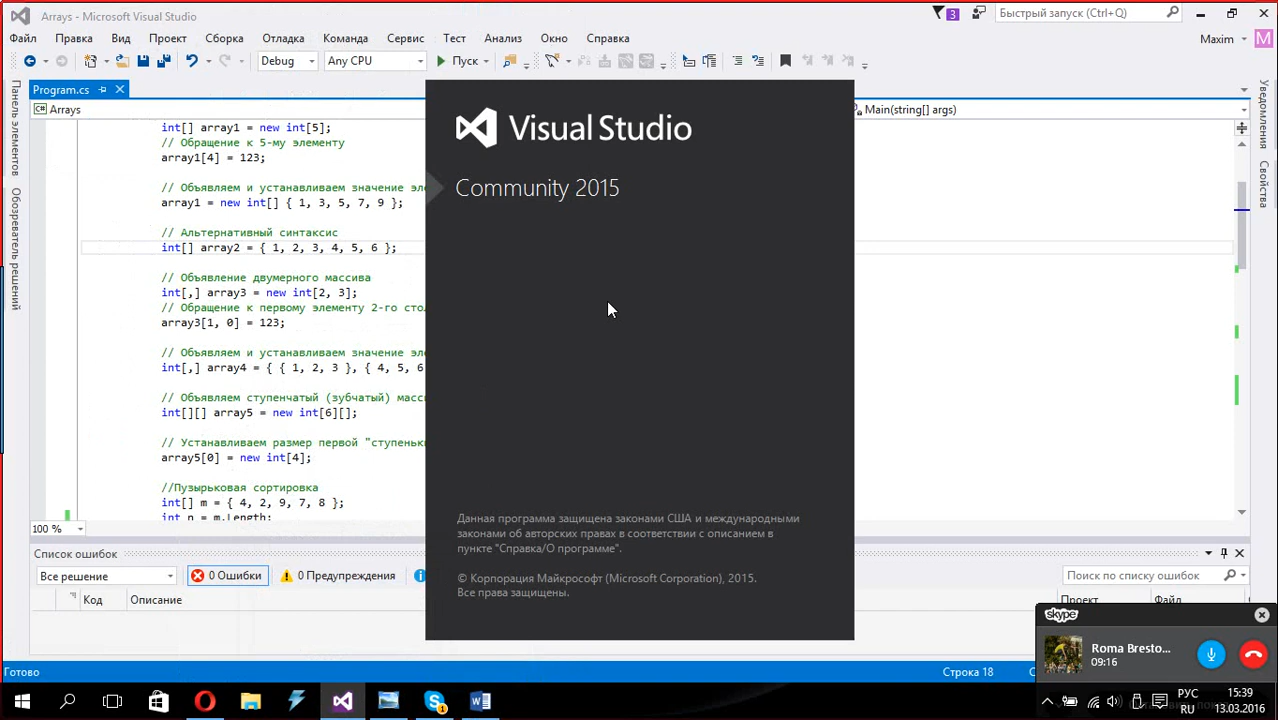 Arrays - Microsoft Visual Studio
3
Быстрый запуск (Ctrl+Q)
Файл Правка Вид Проект Сборка Отладка Команда Сервис Тест Анализ Окно Справка
Maxim M
Debug Any CPU Пуск
Program.cs
Arrays
Main(string[] args)
Панель элементов
Обозреватель решений
Уведомления
Свойства
int[] array1 = new int[5];
// Обращение к 5-му элементу
array1[4] = 123;
// Объявляем и устанавливаем значение
array1 = new int[] { 1, 3, 5, 7, 9 };
// Альтернативный синтаксис
int[] array2 = { 1, 2, 3, 4, 5, 6 };
// Объявление двумерного массива
int[,] array3 = new int[2, 3];
// Обращение к первому элементу 2-го
array3[1, 0] = 123;
// Объявляем и устанавливаем значение
int[,] array4 = { { 1, 2, 3 }, { 4, 5, 6
// Объявляем ступенчатый (зубчатый)
int[][] array5 = new int[6][];
// Устанавливаем размер первой "ступеньк
array5[0] = new int[4];
//Пузырьковая сортировка
int[] m = { 4, 2, 9, 7, 8 };
int n = m.Length;
Visual Studio
Community 2015
Данная программа защищена законами США и международными
законами об авторских правах в соответствии с описанием в
пункте "Справка/О программе".
© Корпорация Майкрософт (Microsoft Corporation), 2015.
Все права защищены.
100 %
Список ошибок
Все решение 0 Ошибки 0 Предупреждения
Поиск по списку ошибок
Код Описание Проект Файл
skype
Roma Bresto...
09:16
Готово
Строка 18
РУС
RU
15:39
13.03.2016